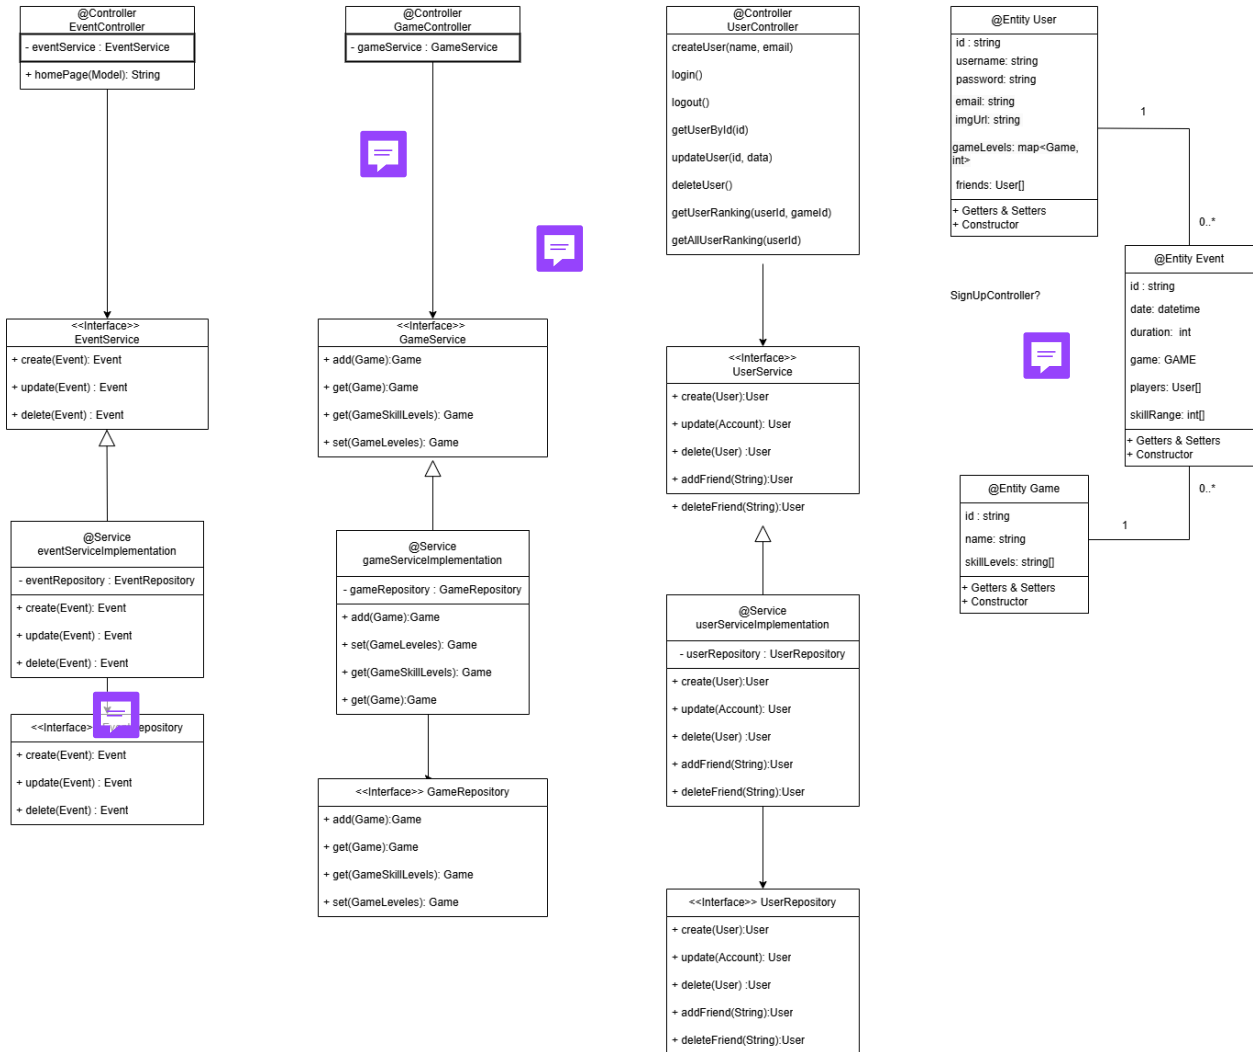 @Controller
EventController
- eventService : EventService
+ homePage(Model): String
<<Interface>>
EventService
+ create(Event): Event
+ update(Event) : Event
+ delete(Event) : Event
@Service
eventServiceImplementation
- eventRepository : EventRepository
+ create(Event): Event
+ update(Event) : Event
+ delete(Event) : Event
<<Interface>> EventRepository
+ create(Event): Event
+ update(Event) : Event
+ delete(Event) : Event
@Controller
GameController
- gameService : GameService
<<Interface>>
GameService
+ add(Game):Game
+ get(Game):Game
+ get(GameSkillLevels): Game
+ set(GameLeveles): Game
@Service
gameServiceImplementation
- gameRepository : GameRepository
+ add(Game):Game
+ set(GameLeveles): Game
+ get(GameSkillLevels): Game
+ get(Game):Game
<<Interface>> GameRepository
+ add(Game):Game
+ get(Game):Game
+ get(GameSkillLevels): Game
+ set(GameLeveles): Game
@Controller
UserController
createUser(name, email)
login()
logout()
getUserById(id)
updateUser(id, data)
deleteUser()
getUserRanking(userId, gameId)
getAllUserRanking(userId)
<<Interface>>
UserService
+ create(User):User
+ update(Account): User
+ delete(User) :User
+ addFriend(String):User
+ deleteFriend(String):User
@Service
userServiceImplementation
- userRepository : UserRepository
+ create(User):User
+ update(Account): User
+ delete(User) :User
+ addFriend(String):User
+ deleteFriend(String):User
<<Interface>> UserRepository
+ create(User):User
+ update(Account): User
+ delete(User) :User
+ addFriend(String):User
+ deleteFriend(String):User
@Entity User
id : string
username: string
password: string
email: string
imgUrl: string
gameLevels: map<Game,
int>
friends: User[]
+ Getters & Setters
+ Constructor
1
0..*
@Entity Event
id : string
date: datetime
duration: int
game: GAME
players: User[]
skillRange: int[]
+ Getters & Setters
+ Constructor
SignUpController?
0..*
1
@Entity Game
id : string
name: string
skillLevels: string[]
+ Getters & Setters
+ Constructor